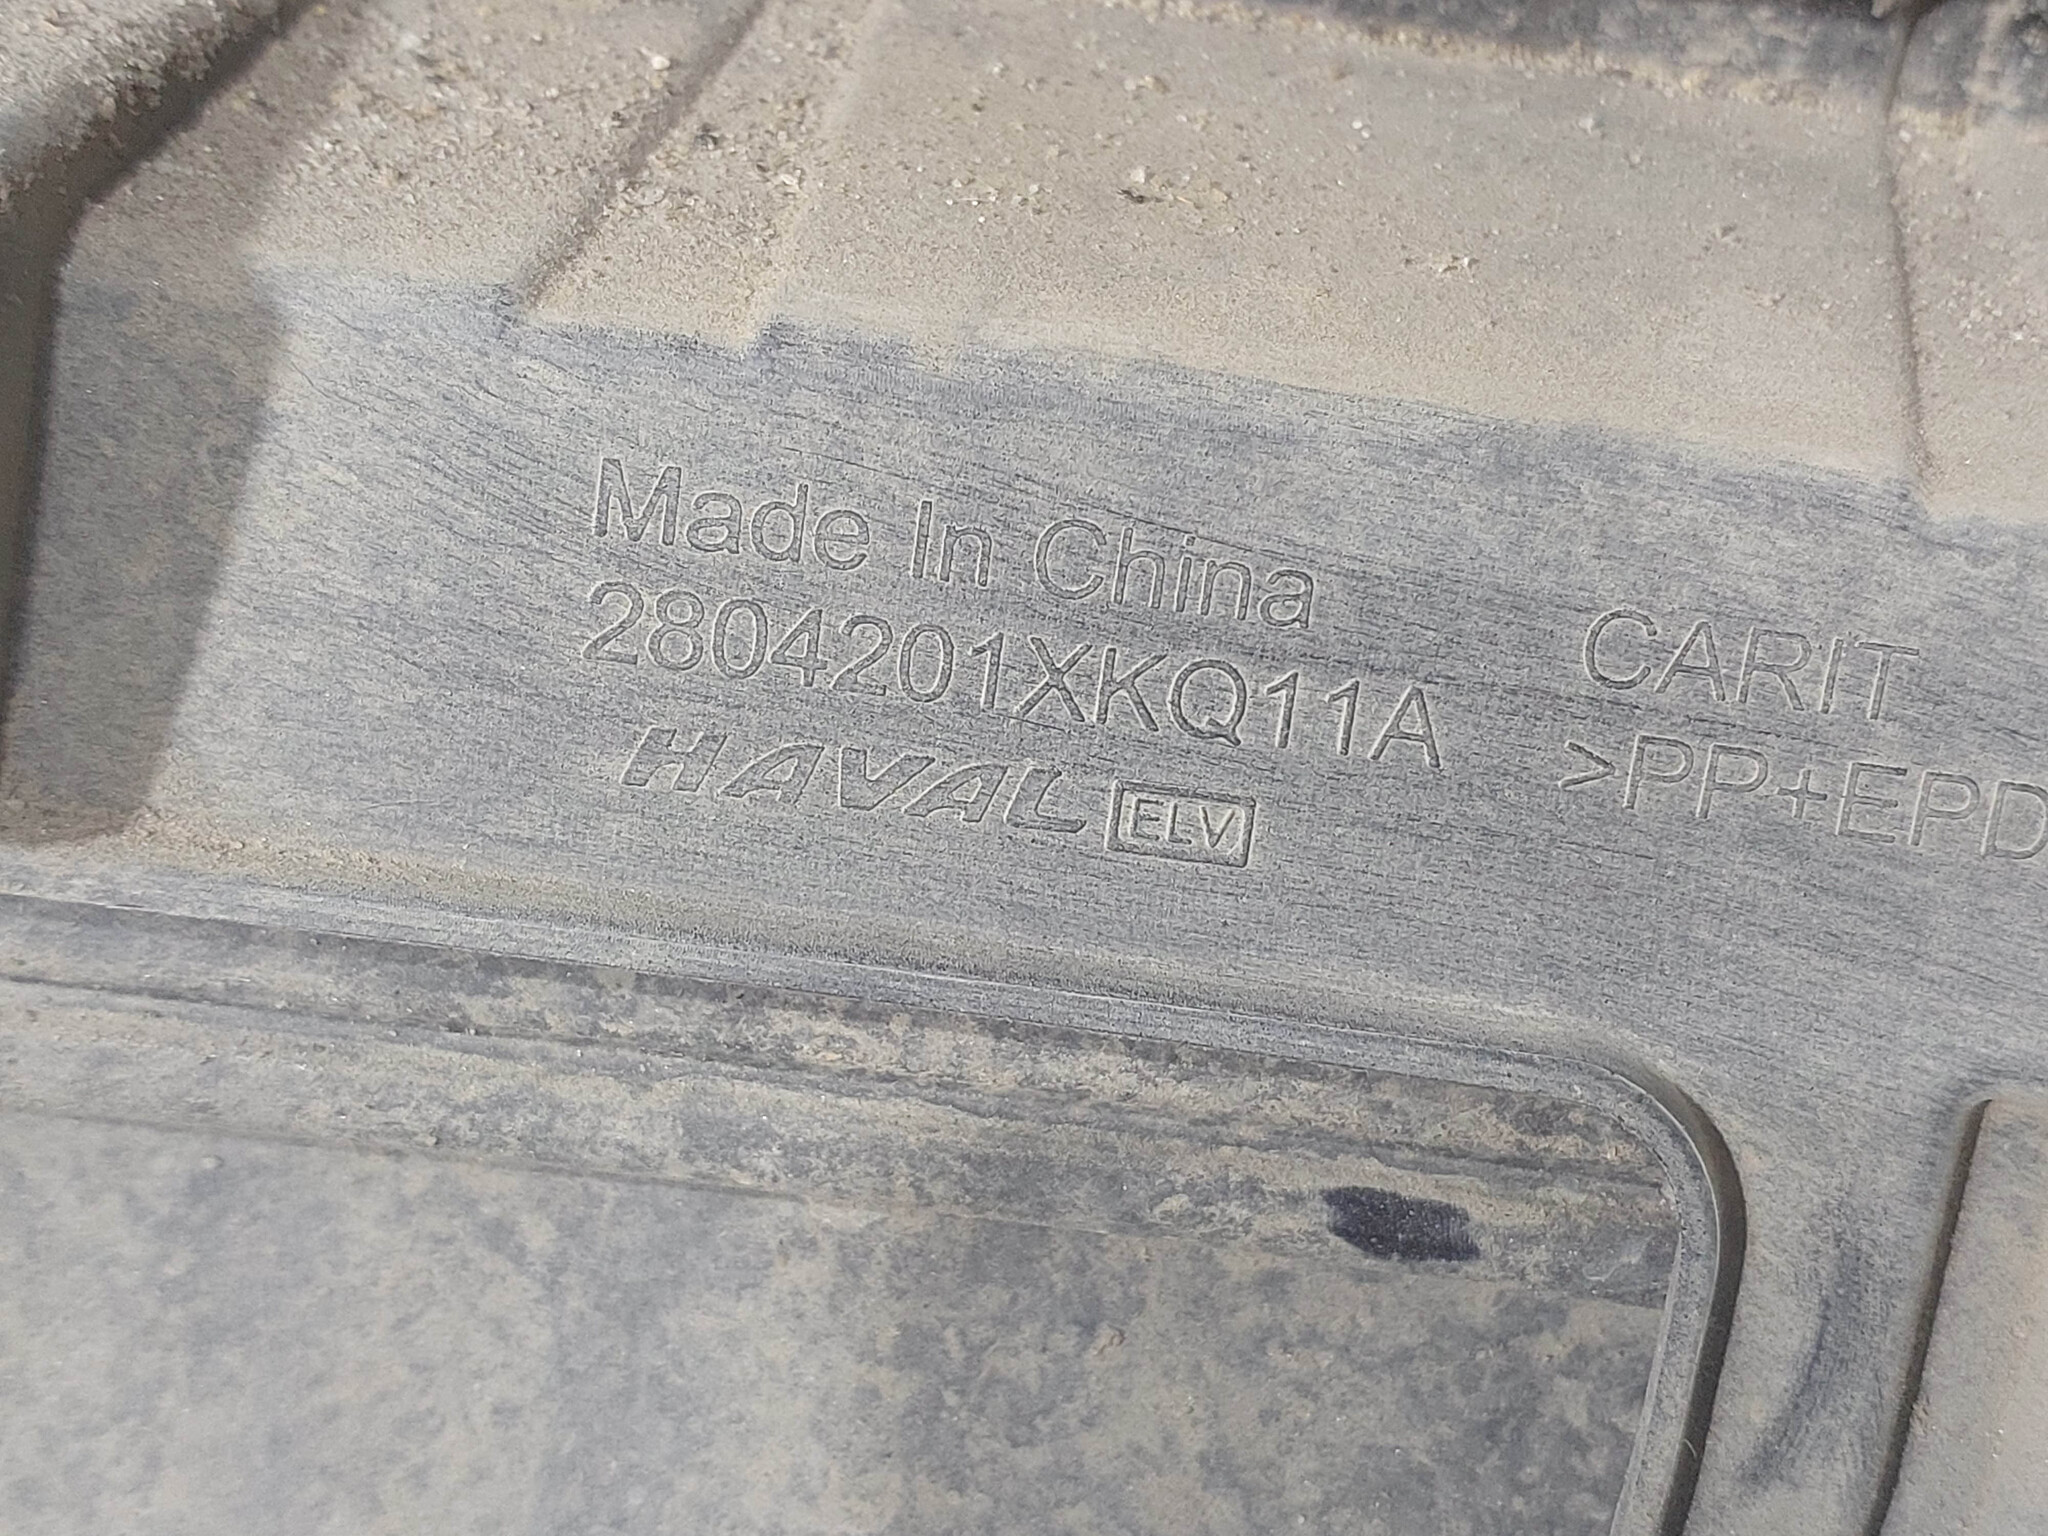 Made In China
2804201XKQ11A
HAVAL ELV
CARIT
>PP+EPD